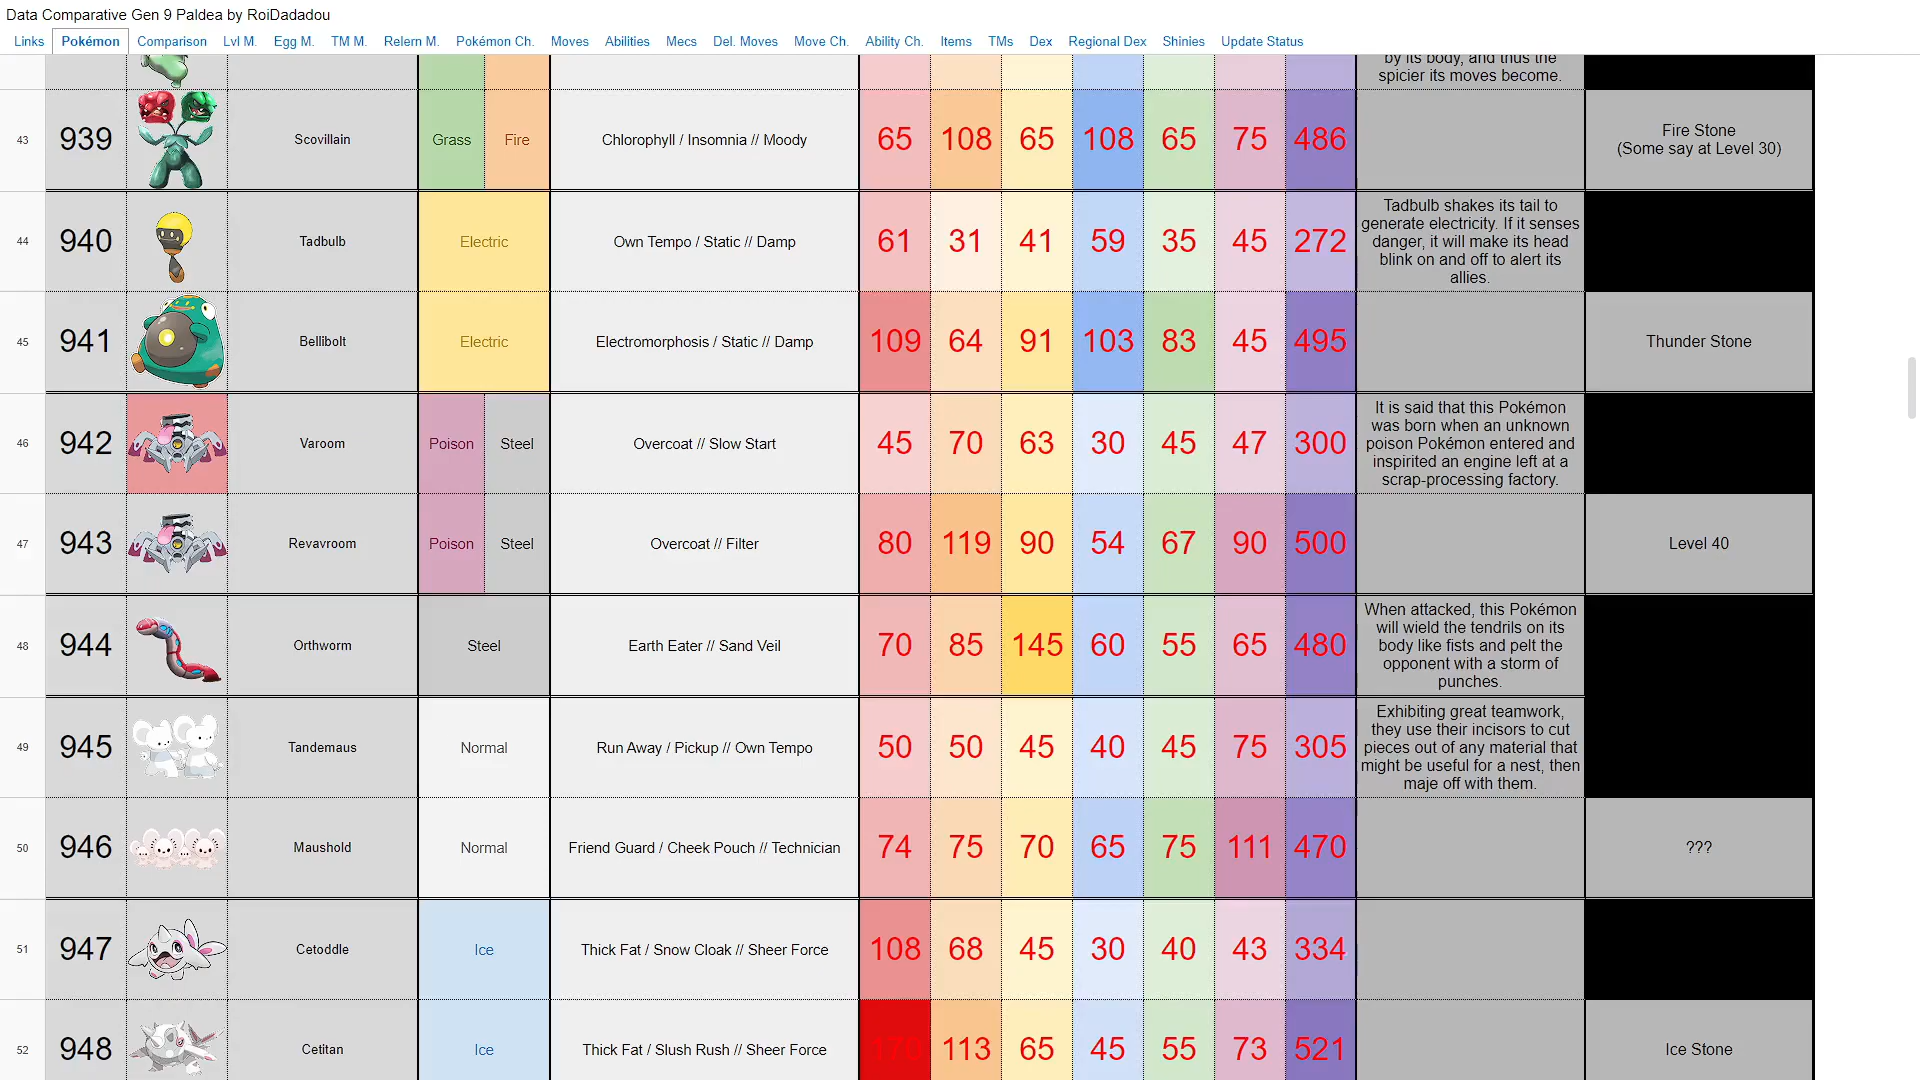 Data Comparative Gen 9 Paldea by RoiDadadou
Links Pokémon Comparison Lvl M. Egg M. TM M. Relern M. Pokémon Ch. Moves Abilities Mecs Del. Moves Move Ch. Ability Ch. Items TMs Dex Regional Dex Shinies Update Status
by its body, and thus the
spicier its moves become.
43 939 Scovillain Grass Fire Chlorophyll / Insomnia // Moody 65 108 65 108 65 75 486 Fire Stone
(Some say at Level 30)
44 940 Tadbulb Electric Own Tempo / Static // Damp 61 31 41 59 35 45 272
Tadbulb shakes its tail to
generate electricity. If it senses
danger, it will make its head
blink on and off to alert its
allies.
45 941 Bellibolt Electric Electromorphosis / Static // Damp 109 64 91 103 83 45 495 Thunder Stone
46 942 Varoom Poison Steel Overcoat // Slow Start 45 70 63 30 45 47 300
It is said that this Pokémon
was born when an unknown
poison Pokémon entered and
inspirited an engine left at a
scrap-processing factory.
47 943 Revavroom Poison Steel Overcoat // Filter 80 119 90 54 67 90 500 Level 40
48 944 Orthworm Steel Earth Eater // Sand Veil 70 85 145 60 55 65 480
When attacked, this Pokémon
will wield the tendrils on its
body like fists and pelt the
opponent with a storm of
punches.
49 945 Tandemaus Normal Run Away / Pickup // Own Tempo 50 50 45 40 45 75 305
Exhibiting great teamwork,
they use their incisors to cut
pieces out of any material that
might be useful for a nest, then
maje off with them.
50 946 Maushold Normal Friend Guard / Cheek Pouch // Technician 74 75 70 65 75 111 470 ???
51 947 Cetoddle Ice Thick Fat / Snow Cloak // Sheer Force 108 68 45 30 40 43 334
52 948 Cetitan Ice Thick Fat / Slush Rush // Sheer Force 170 113 65 45 55 73 521 Ice Stone